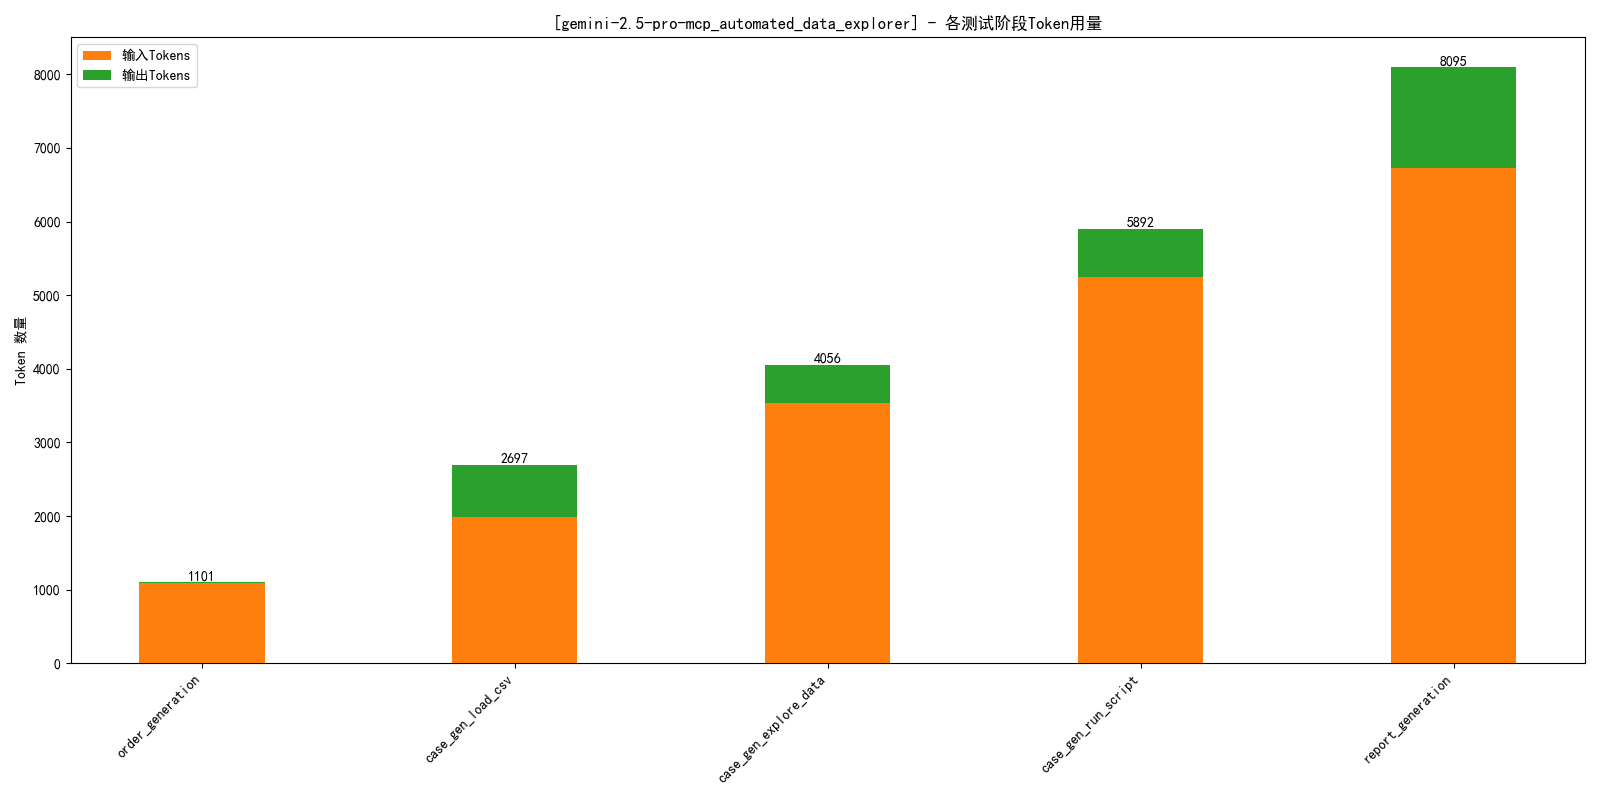 [gemini-2.5-pro-mcp_automated_data_explorer] - 各测试阶段Token用量
输入Tokens
输出Tokens
Token 数量
8000
7000
6000
5000
4000
3000
2000
1000
0
1101
2697
4056
5892
8095
order_generation
case_gen_load_csv
case_gen_explore_data
case_gen_run_script
report_generation